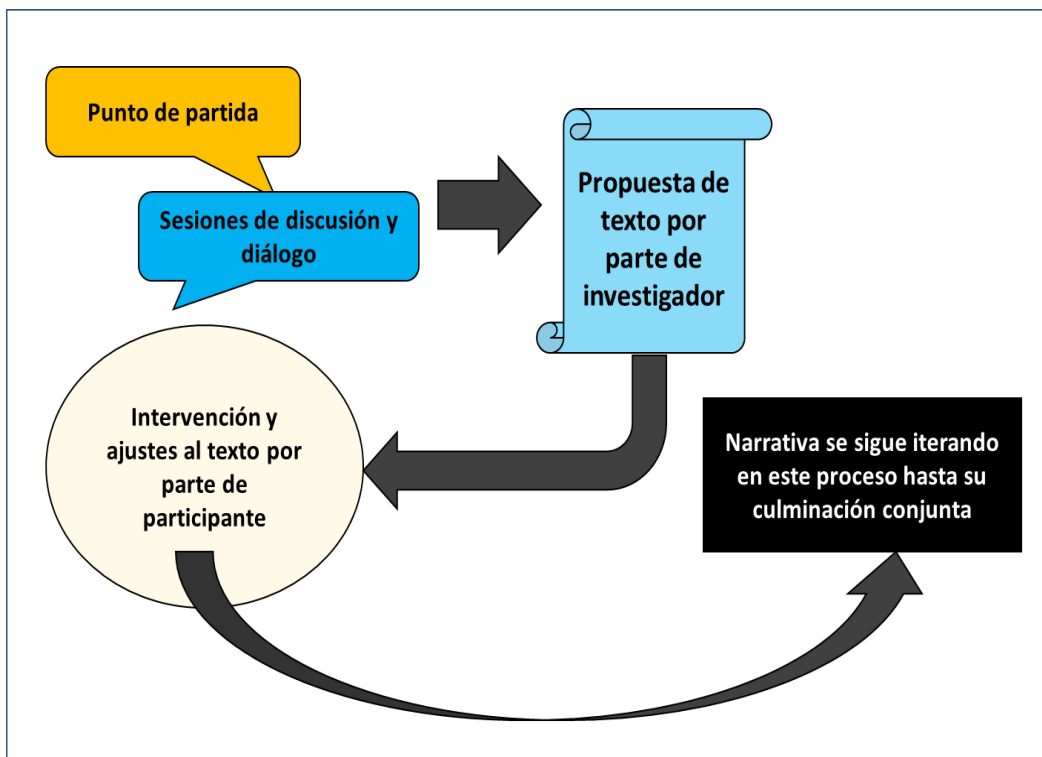 Punto de partida
Sesiones de discusión y
diálogo
Propuesta de
texto por
parte de
investigador
Intervención y
ajustes al texto por
parte de
participante
Narrativa se sigue iterando
en este proceso hasta su
culminación conjunta